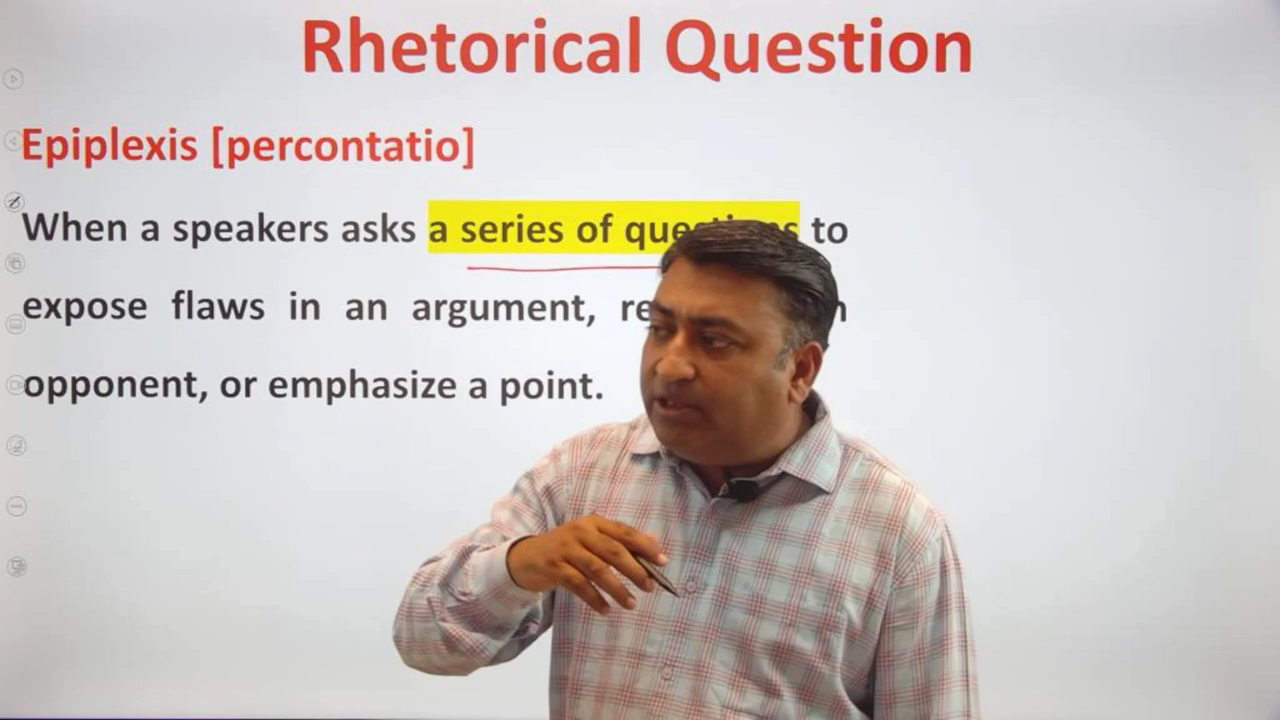 Rhetorical Question
Epiplexis [percontatio]
When a speakers asks a series of to
expose flaws in an argument,
opponent, or emphasize a point.